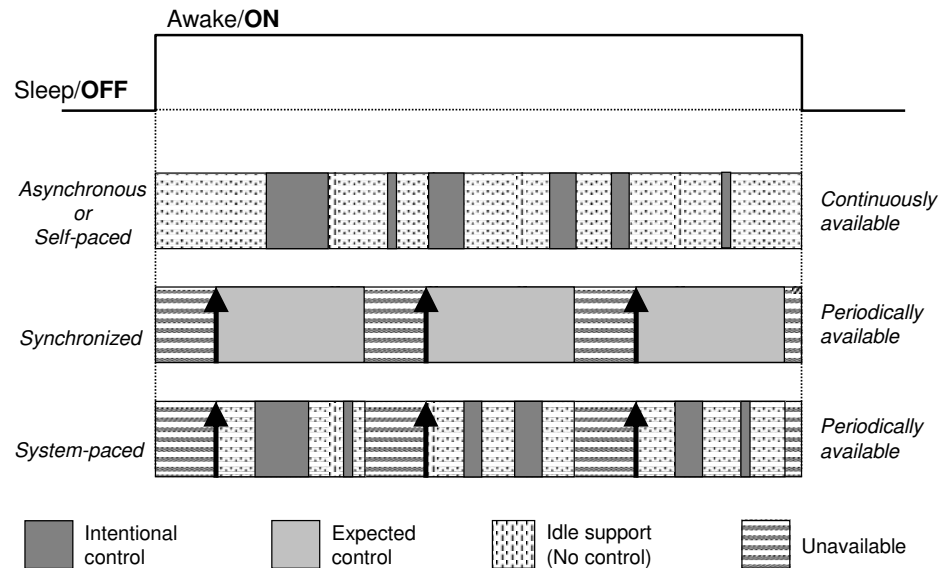 Awake/ON
Sleep/OFF
Asynchronous
or
Self-paced
Continuously
available
Synchronized
Periodically
available
System-paced
Periodically
available
Intentional
control
Expected
control
Idle support
(No control)
Unavailable